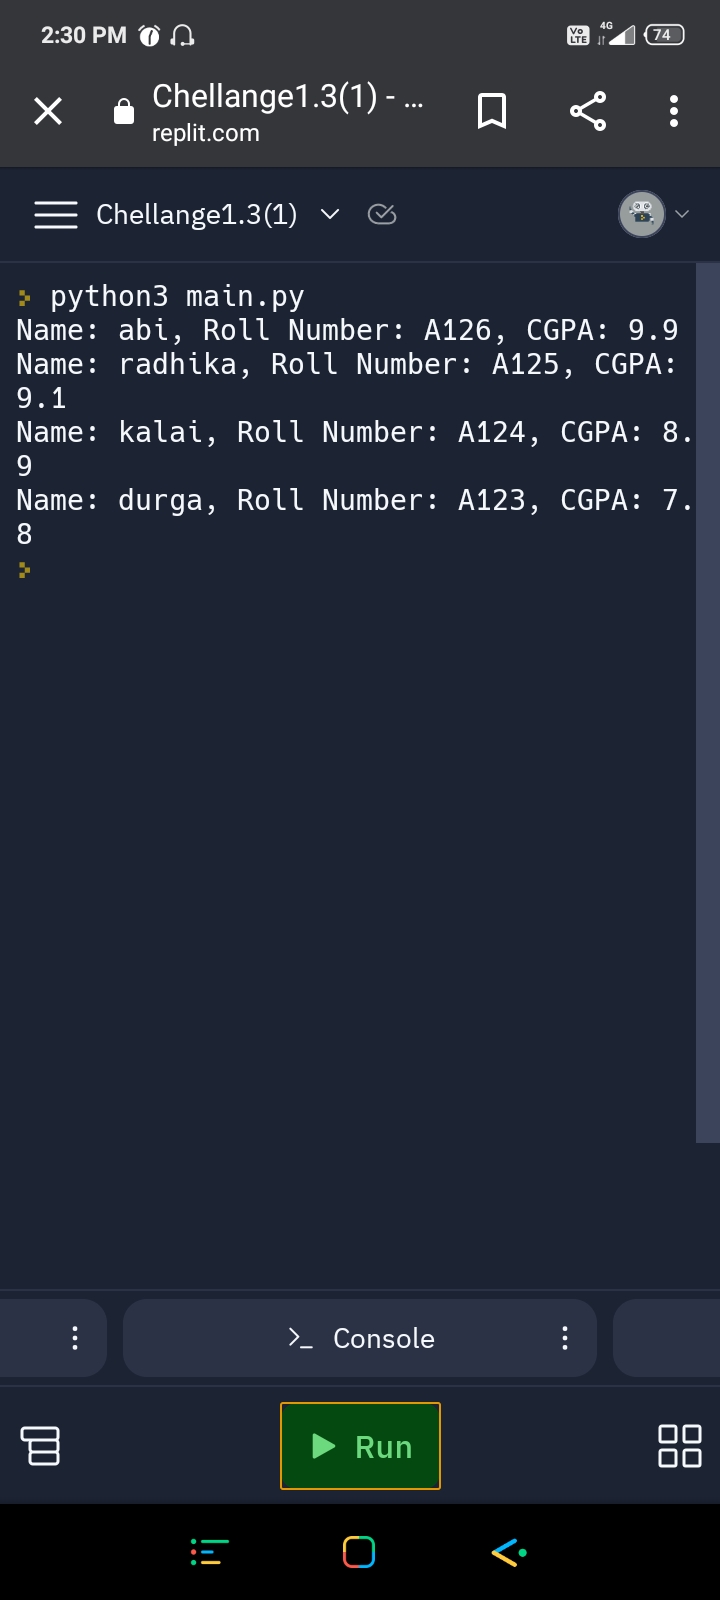 2:30 PM
Vo LTE 4G 74
Chellange1.3(1) - ...
replit.com
Chellange1.3(1)
python3 main.py
Name: abi, Roll Number: A126, CGPA: 9.9
Name: radhika, Roll Number: A125, CGPA:
9.1
Name: kalai, Roll Number: A124, CGPA: 8.
9
Name: durga, Roll Number: A123, CGPA: 7.
8
Console
Run